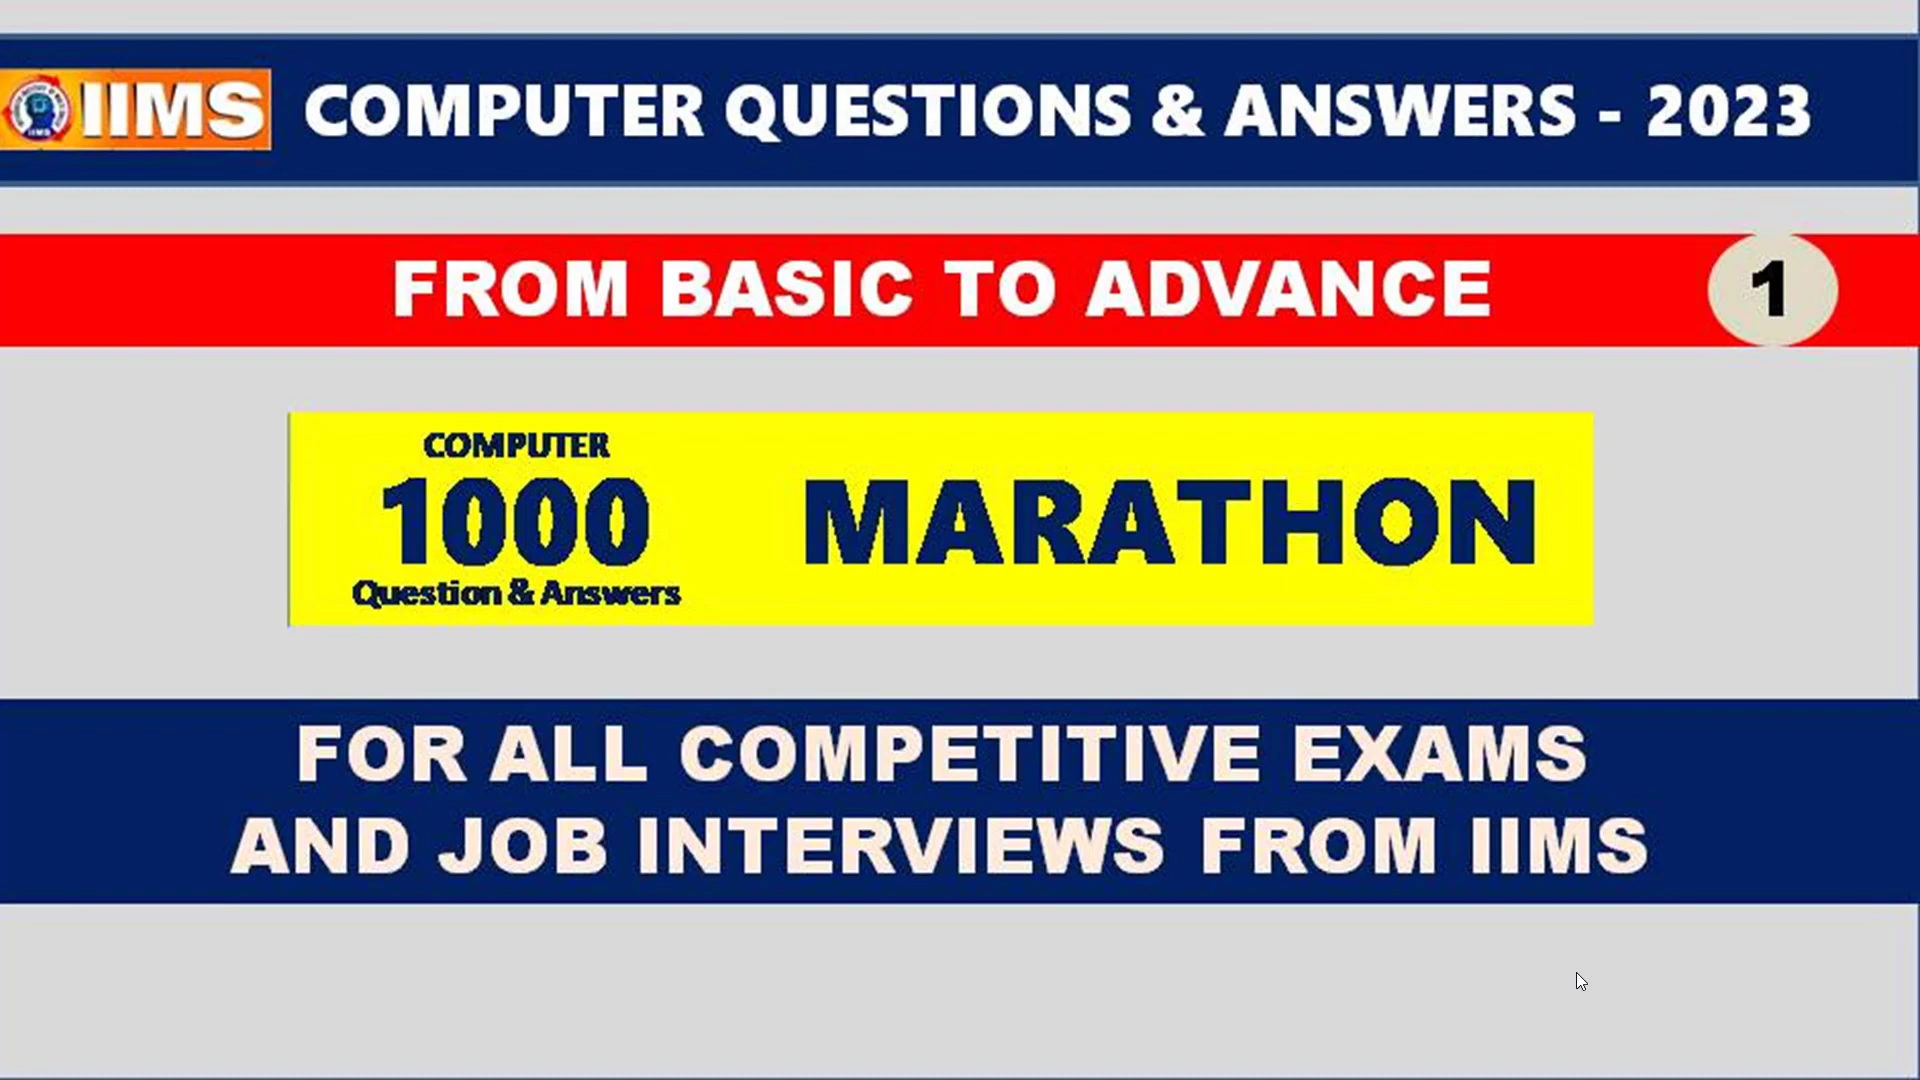 IIMS COMPUTER QUESTIONS & ANSWERS - 2023
FROM BASIC TO ADVANCE
1
COMPUTER
1000
Question & Answers
MARATHON
FOR ALL COMPETITIVE EXAMS
AND JOB INTERVIEWS FROM IIMS